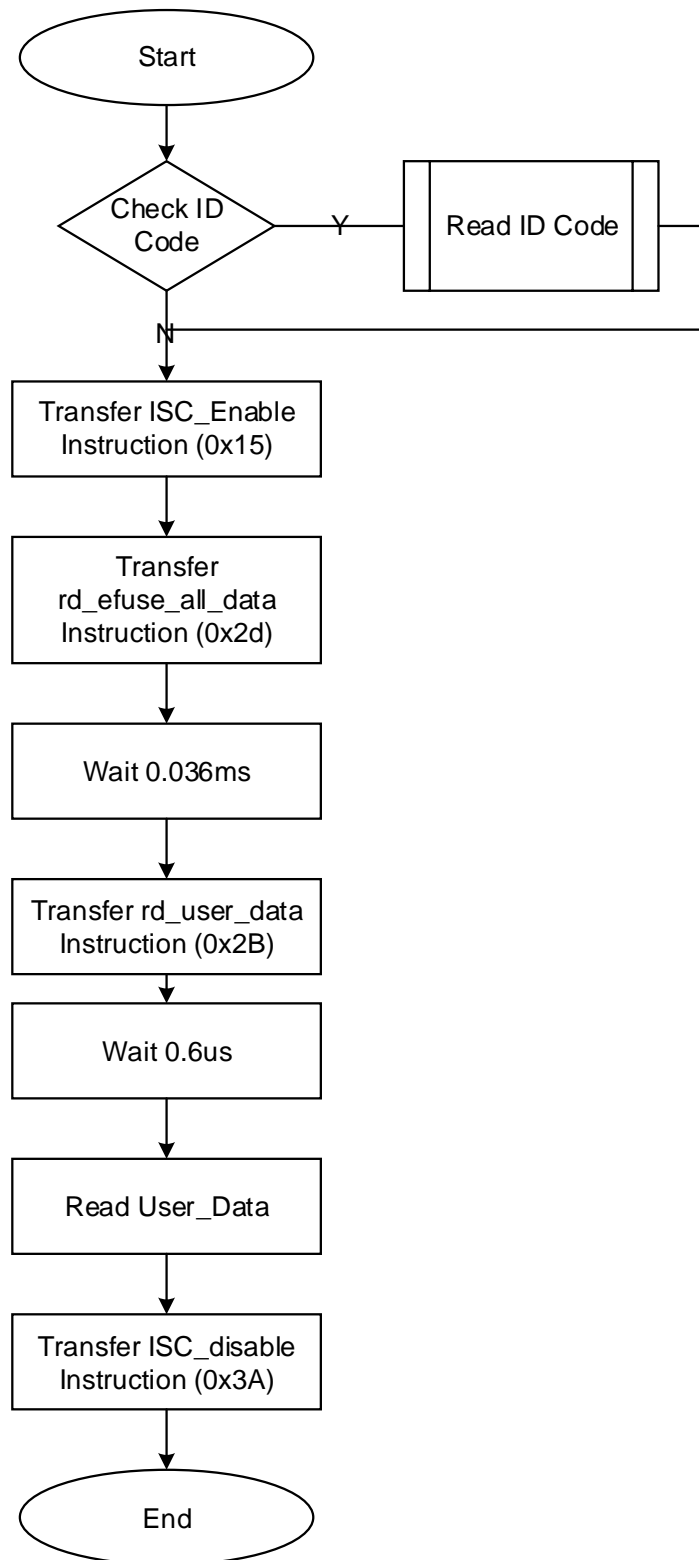 Start
Check ID
Code
Y
Read ID Code
N
Transfer ISC_Enable
Instruction (0x15)
Transfer
rd_efuse_all_data
Instruction (0x2d)
Wait 0.036ms
Transfer rd_user_data
Instruction (0x2B)
Wait 0.6us
Read User_Data
Transfer ISC_disable
Instruction (0x3A)
End